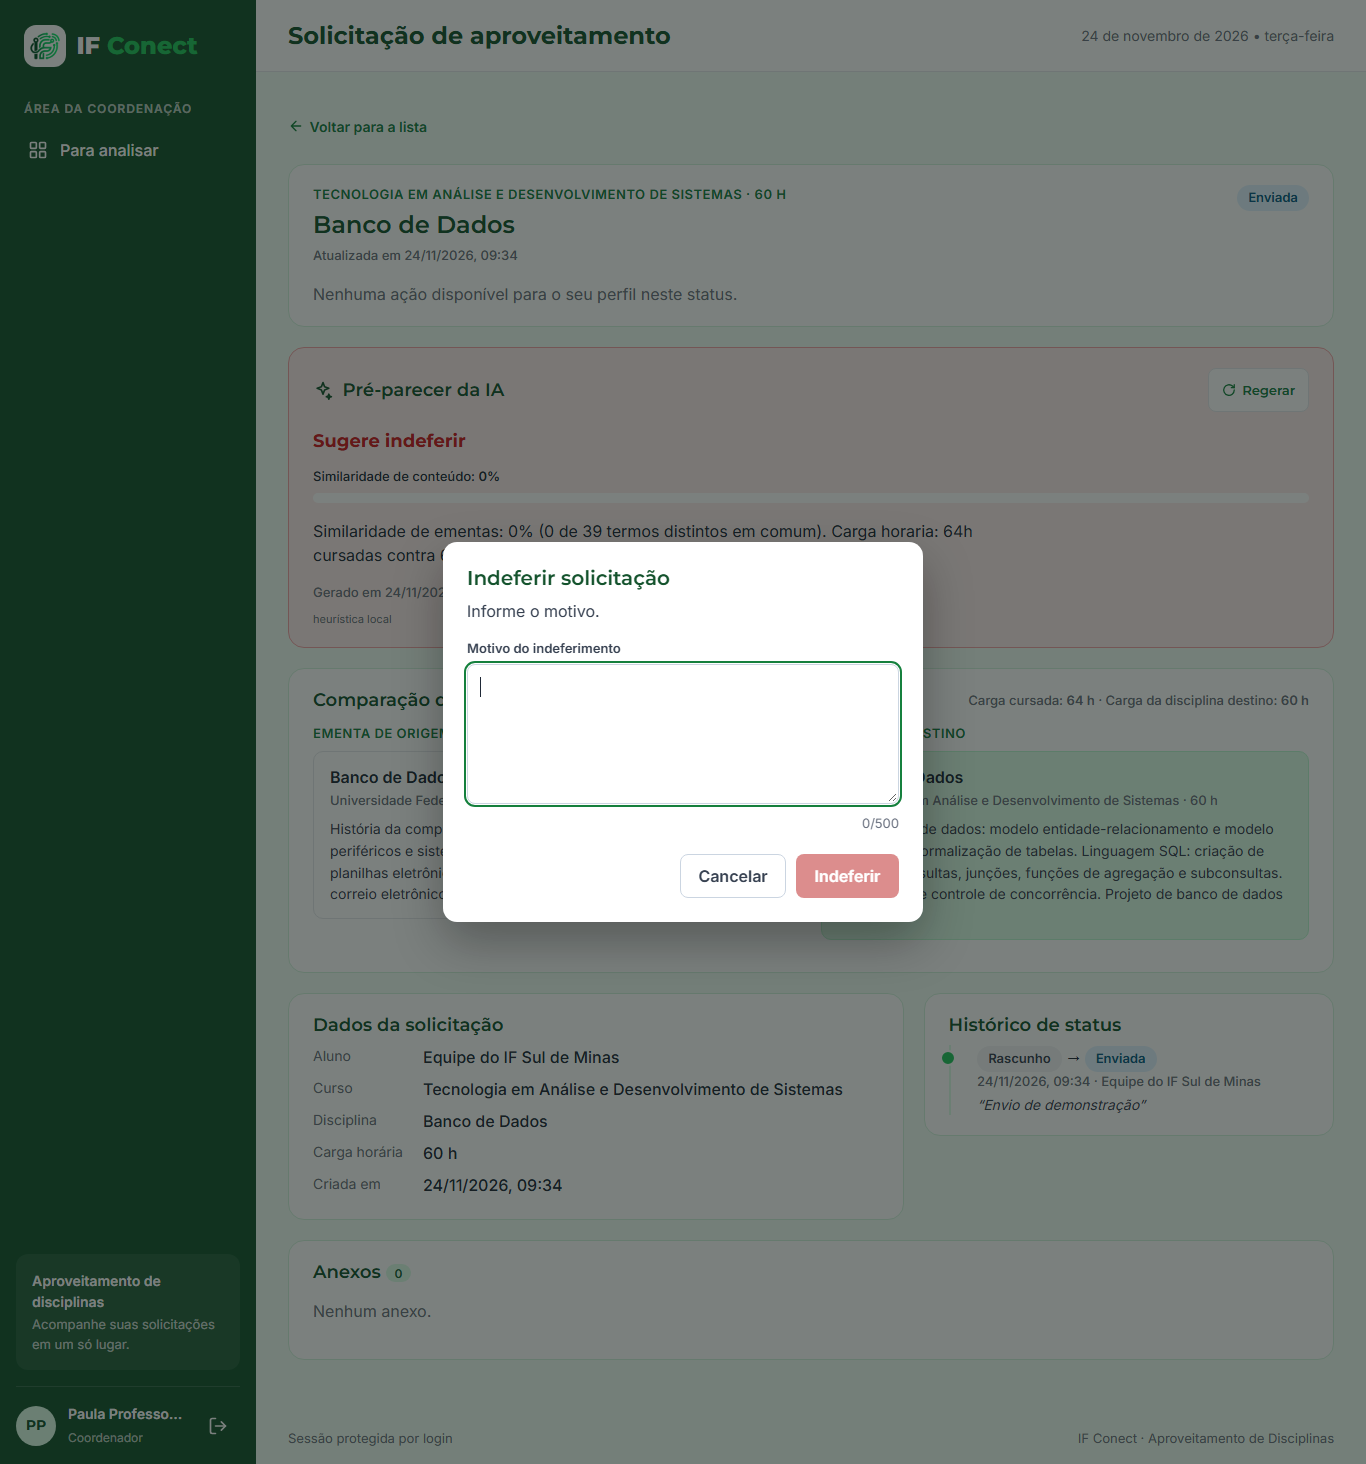 IF Conect
ÁREA DA COORDENAÇÃO
Para analisar
Aproveitamento de
disciplinas
Acompanhe suas solicitações
em um só lugar.
PP
Paula Professo...
Coordenador
Solicitação de aproveitamento
24 de novembro de 2026 • terça-feira
Voltar para a lista
TECNOLOGIA EM ANÁLISE E DESENVOLVIMENTO DE SISTEMAS · 60 H
Enviada
Banco de Dados
Atualizada em 24/11/2026, 09:34
Nenhuma ação disponível para o seu perfil neste status.
Pré-parecer da IA
Regerar
Sugere indeferir
Similaridade de conteúdo: 0%
Similaridade de ementas: 0% (0 de 39 termos distintos em comum). Carga horaria: 64h
cursadas contra
Gerado em 24/11/202
heurística local
Indeferir solicitação
Informe o motivo.
Motivo do indeferimento
0/500
Cancelar
Indeferir
Comparação
Carga cursada: 64 h · Carga da disciplina destino: 60 h
EMENTA DE ORIGEM
STINO
Banco de Dado
Universidade Fede
História da comp
periféricos e siste
planilhas eletrôni
correio eletrônico
Dados
Análise e Desenvolvimento de Sistemas · 60 h
de dados: modelo entidade-relacionamento e modelo
ormalização de tabelas. Linguagem SQL: criação de
sultas, junções, funções de agregação e subconsultas.
e controle de concorrência. Projeto de banco de dados
Dados da solicitação
Aluno Equipe do IF Sul de Minas
Curso Tecnologia em Análise e Desenvolvimento de Sistemas
Disciplina Banco de Dados
Carga horária 60 h
Criada em 24/11/2026, 09:34
Histórico de status
Rascunho → Enviada
24/11/2026, 09:34 · Equipe do IF Sul de Minas
“Envio de demonstração”
Anexos 0
Nenhum anexo.
Sessão protegida por login
IF Conect · Aproveitamento de Disciplinas